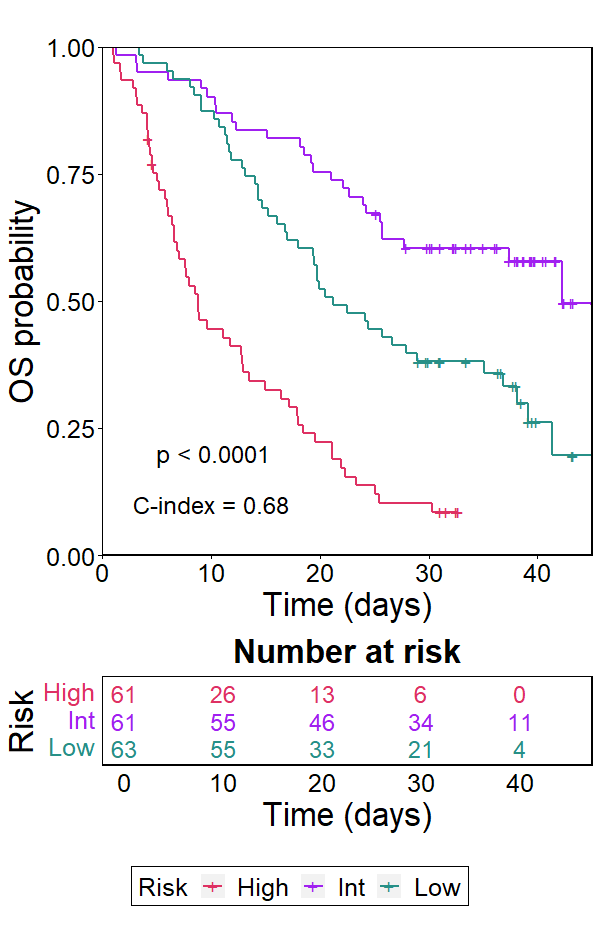 1.00
0.75
0.50
0.25
0.00
OS probability
p < 0.0001
C-index = 0.68
0 10 20 30 40
Time (days)
Number at risk
Risk
High 61 26 13 6 0
Int 61 55 46 34 11
Low 63 55 33 21 4
0 10 20 30 40
Time (days)
Risk High Int Low